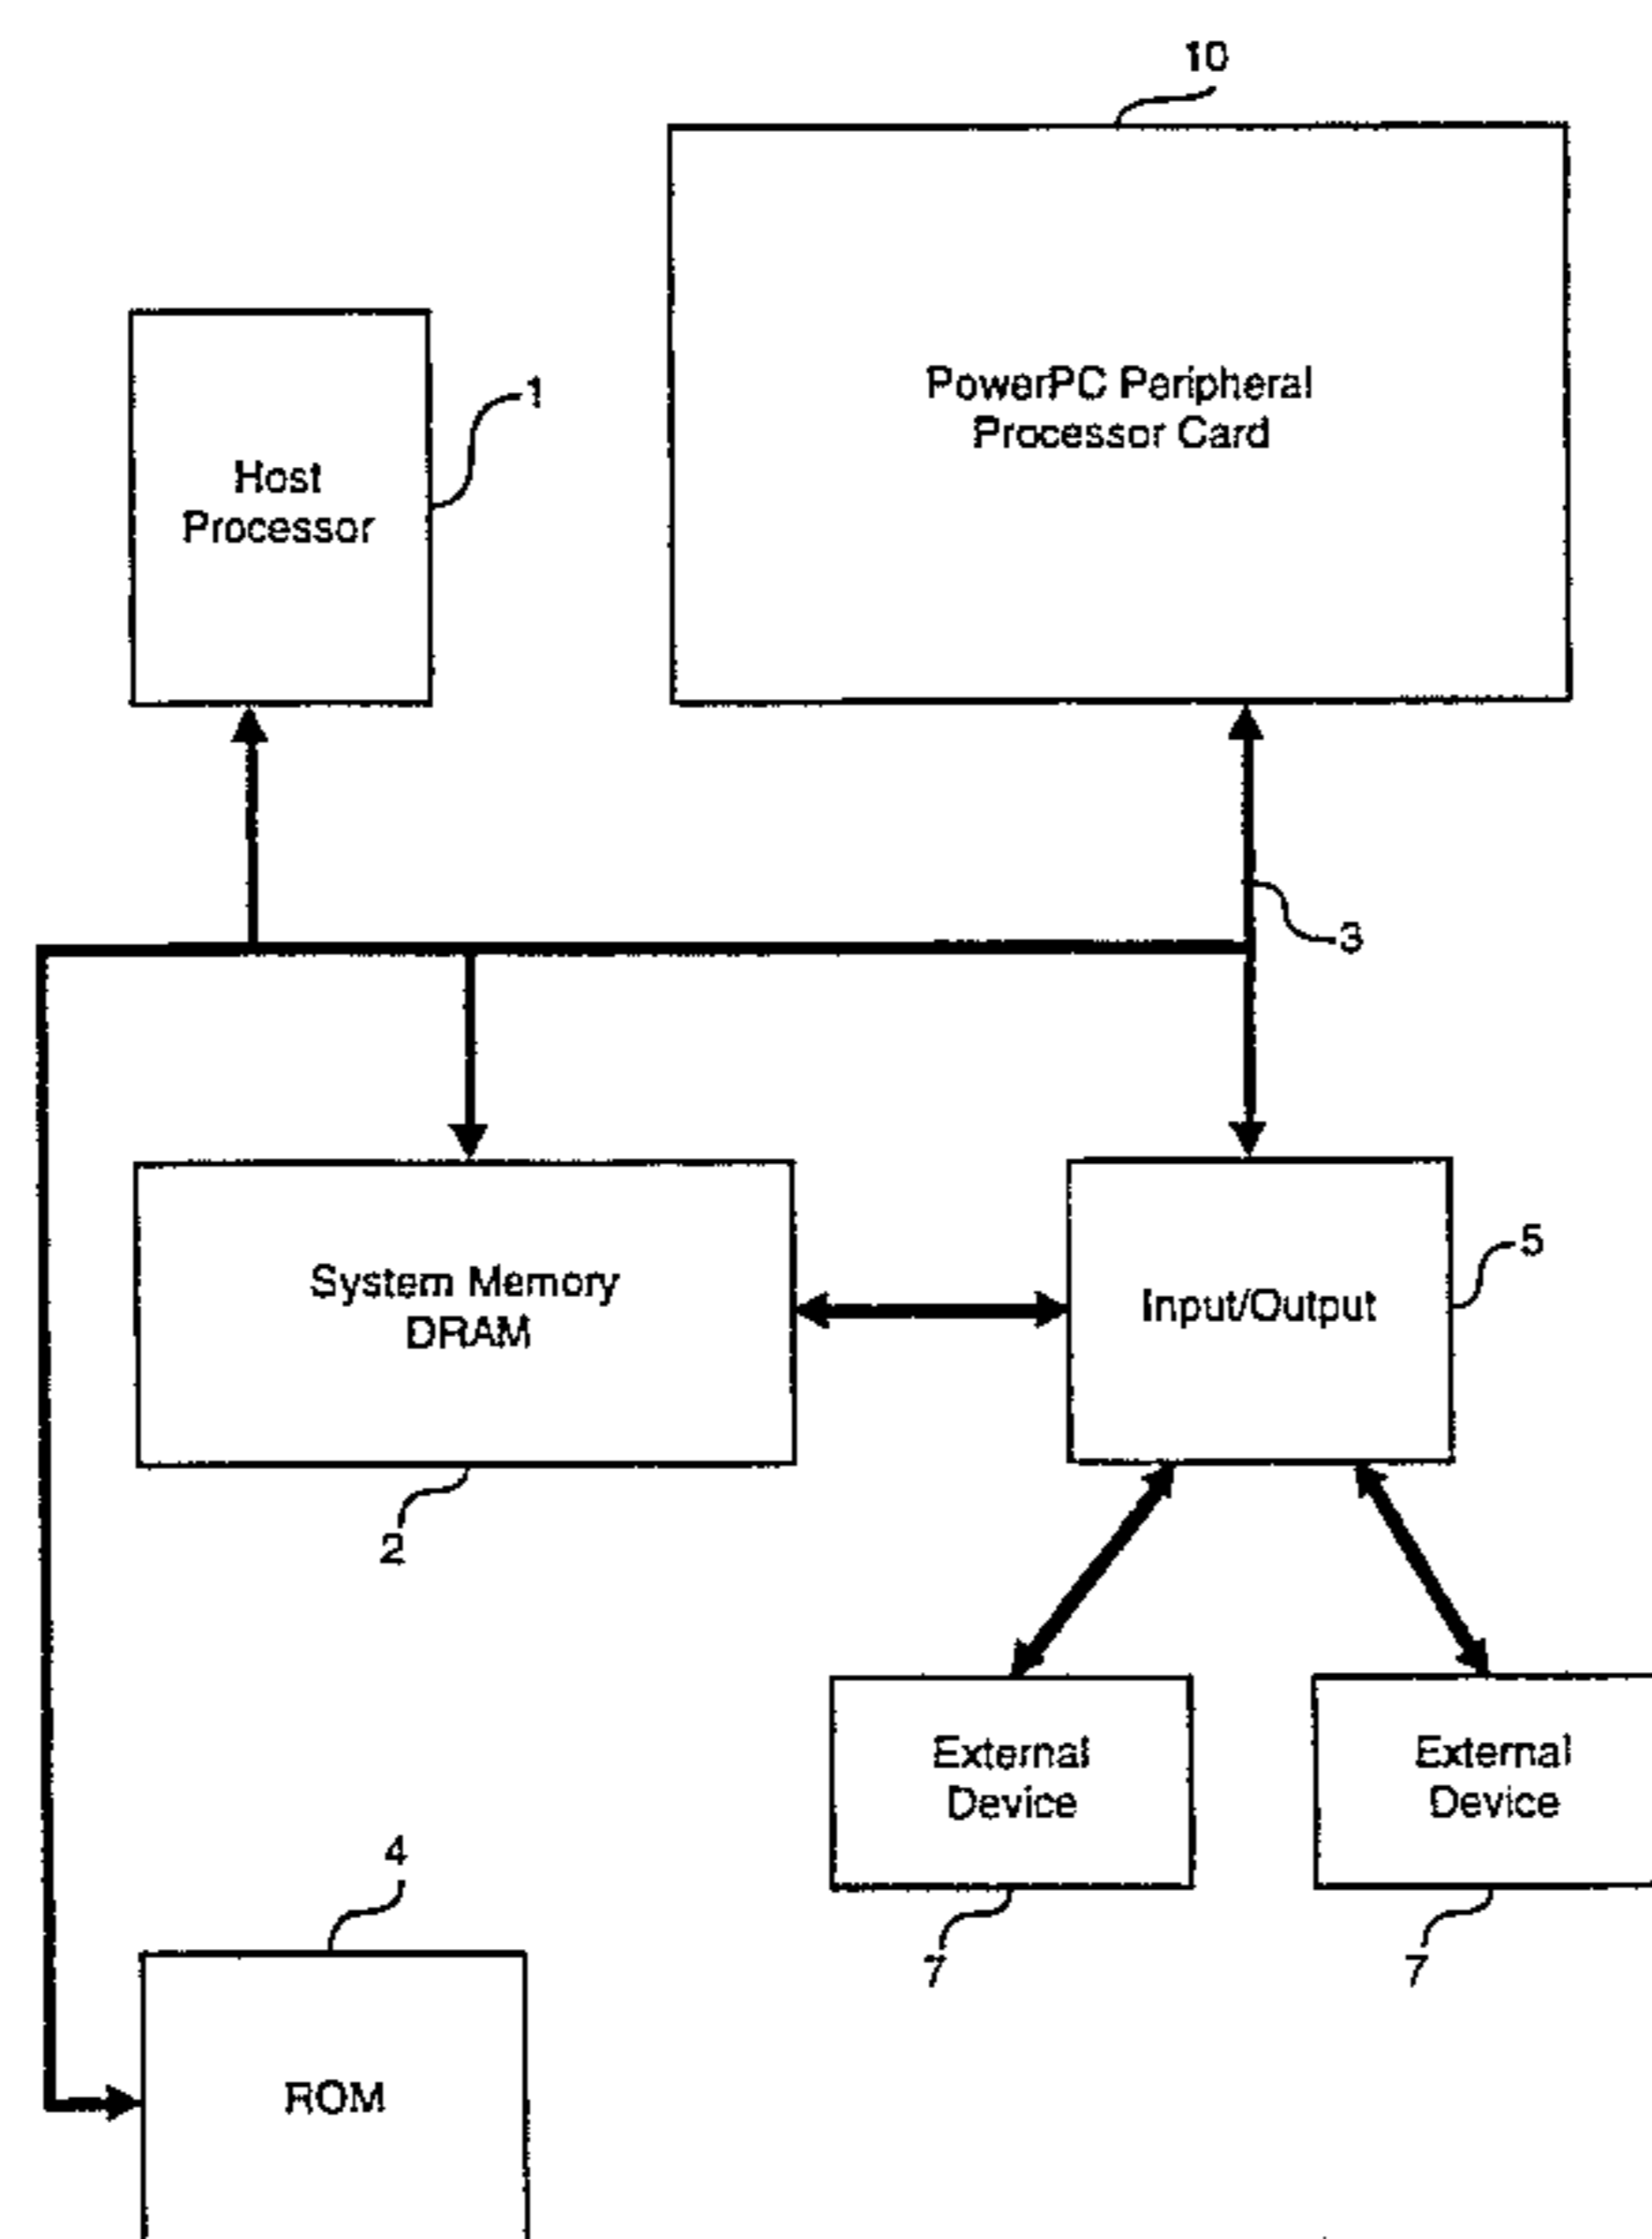 10
PowerPC Peripheral
Processor Card
1
Host
Processor
3
System Memory
DRAM
5
Input/Output
2
External
Device
External
Device
4
7
7
ROM